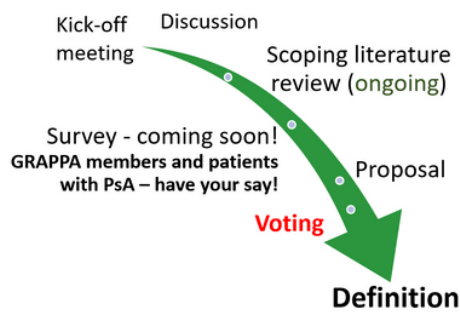 Kick-off
meeting
Discussion
Scoping literature
review (ongoing)
Survey - coming soon!
GRAPPA members and patients
with PsA – have your say!
Proposal
Voting
Definition